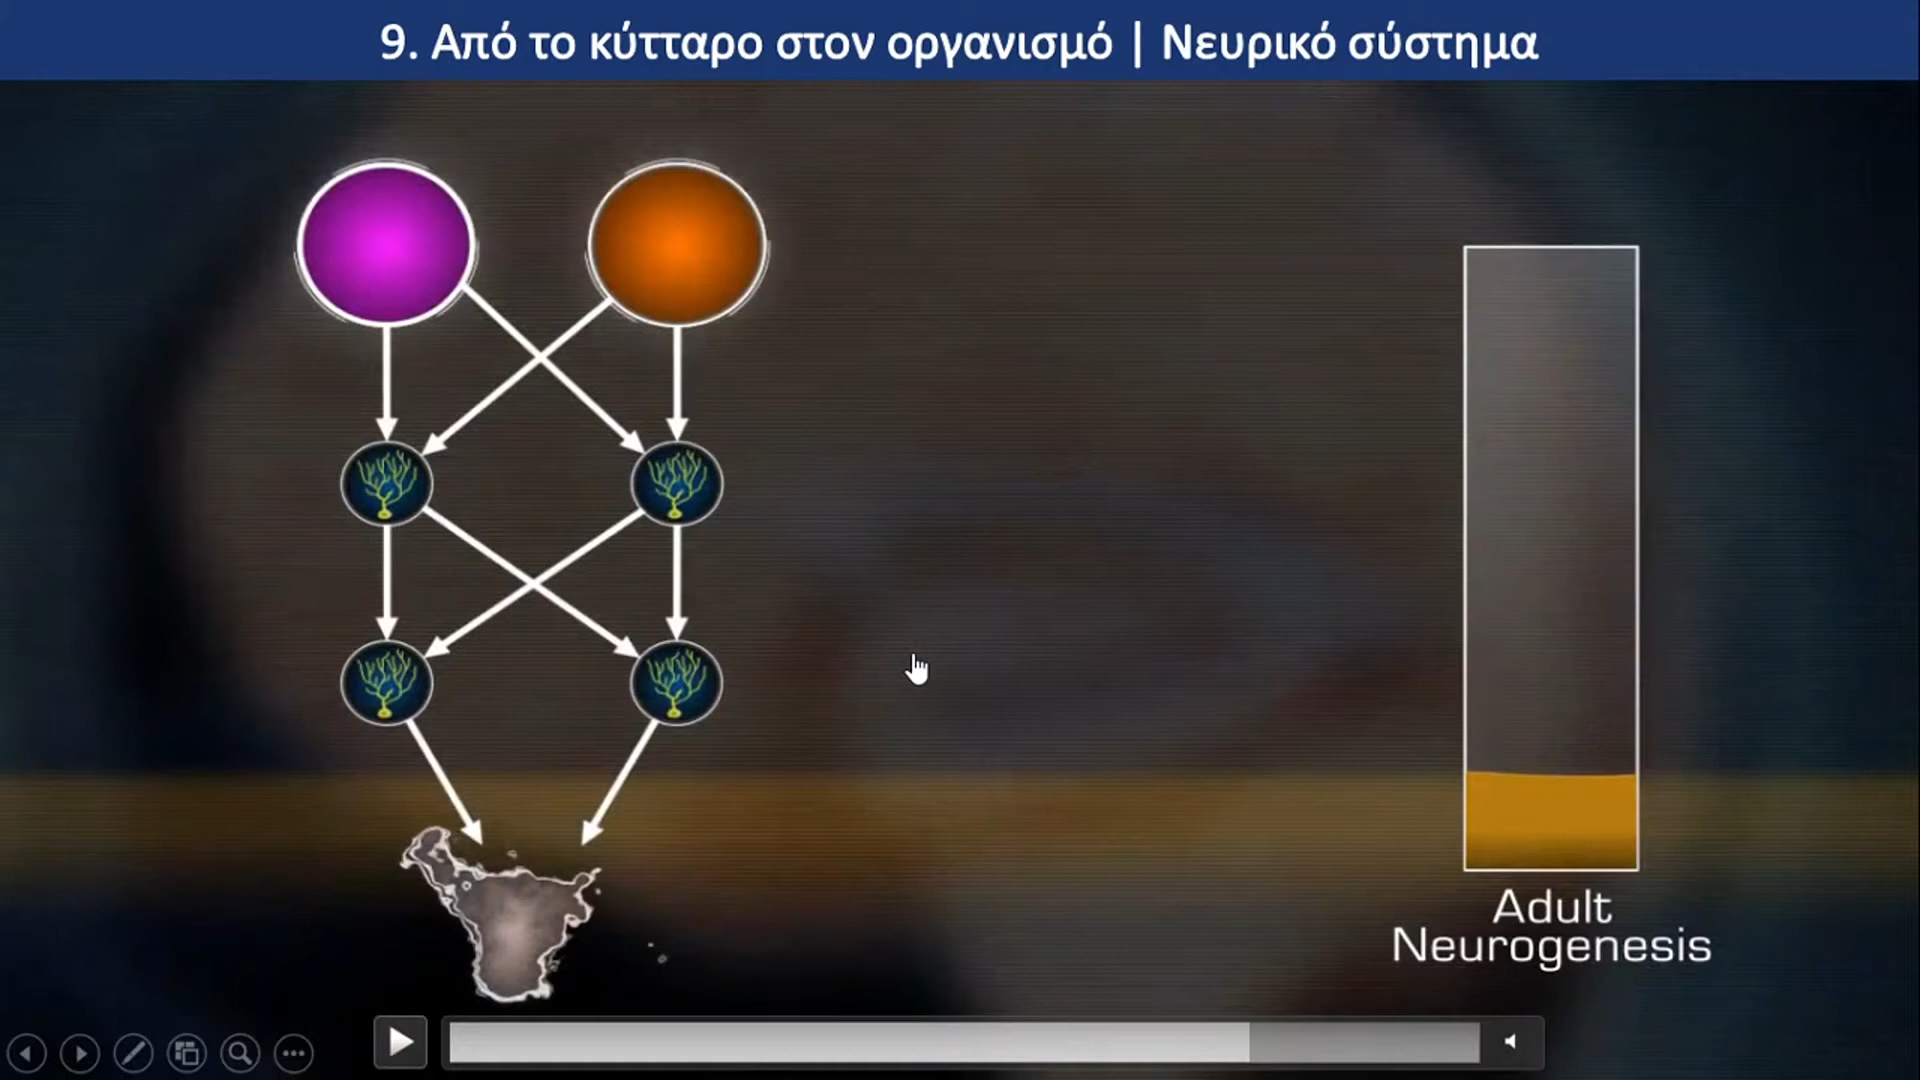 9. Από το κύτταρο στον οργανισμό | Νευρικό σύστημα
Adult
Neurogenesis